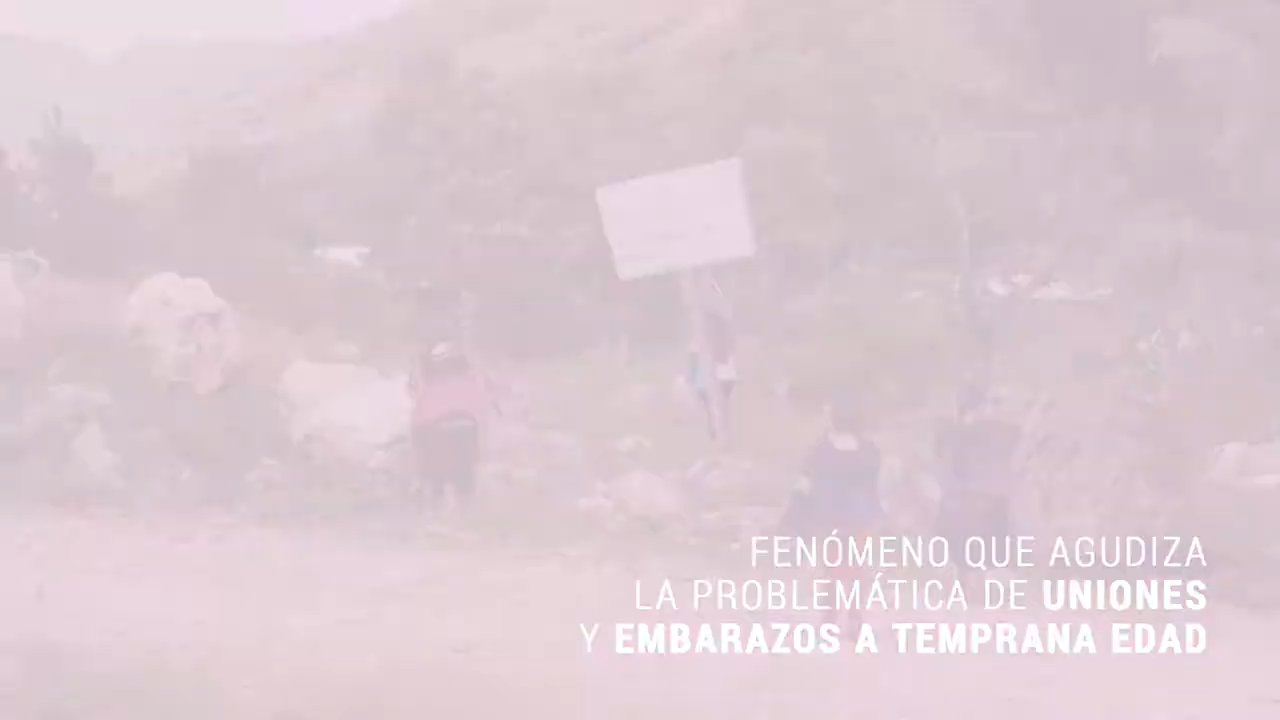 FENÓMENO QUE AGUDIZA
LA PROBLEMÁTICA DE UNIONES
Y EMBARAZOS A TEMPRANA EDAD